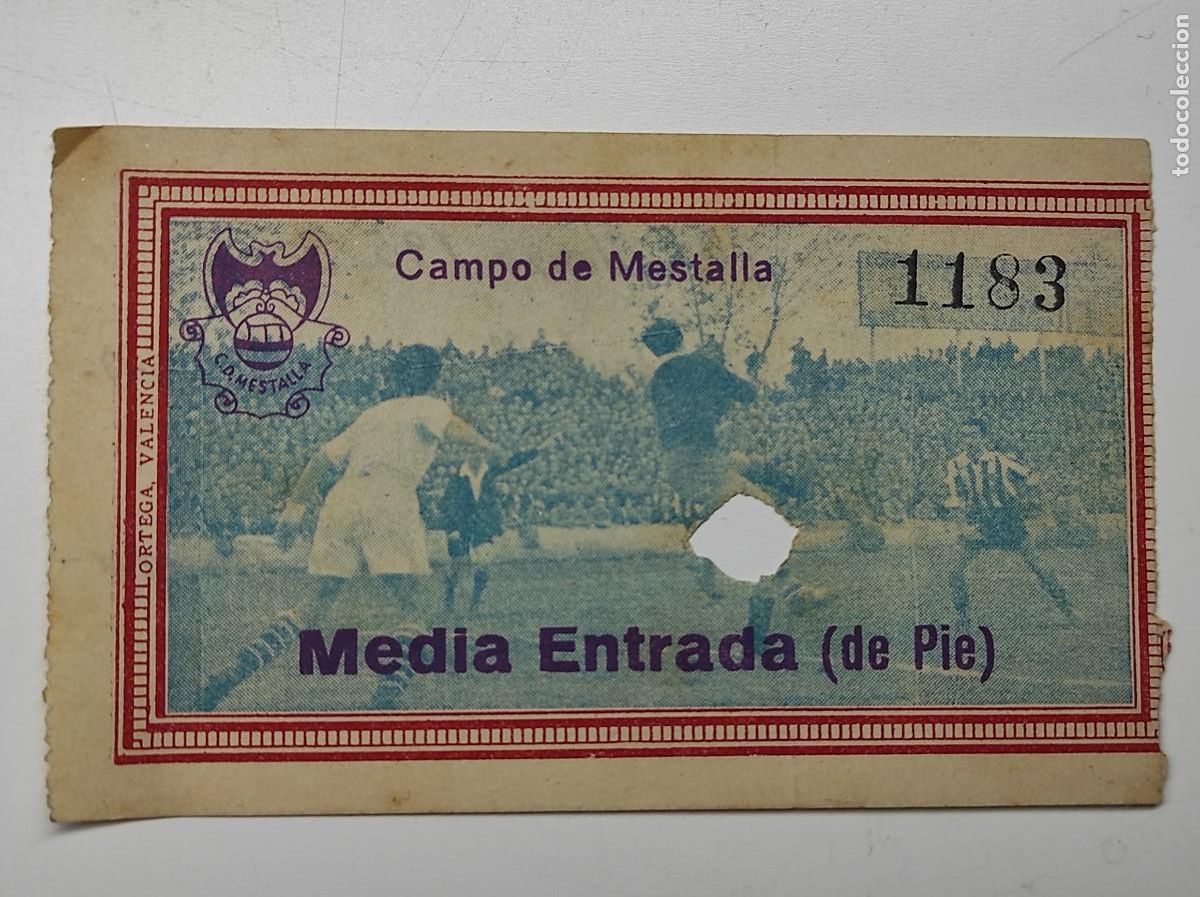 Campo de Mestalla
1183
C.D. MESTALLA
ORTEGA, VALENCIA
Media Entrada (de Pie)
todocoleccion